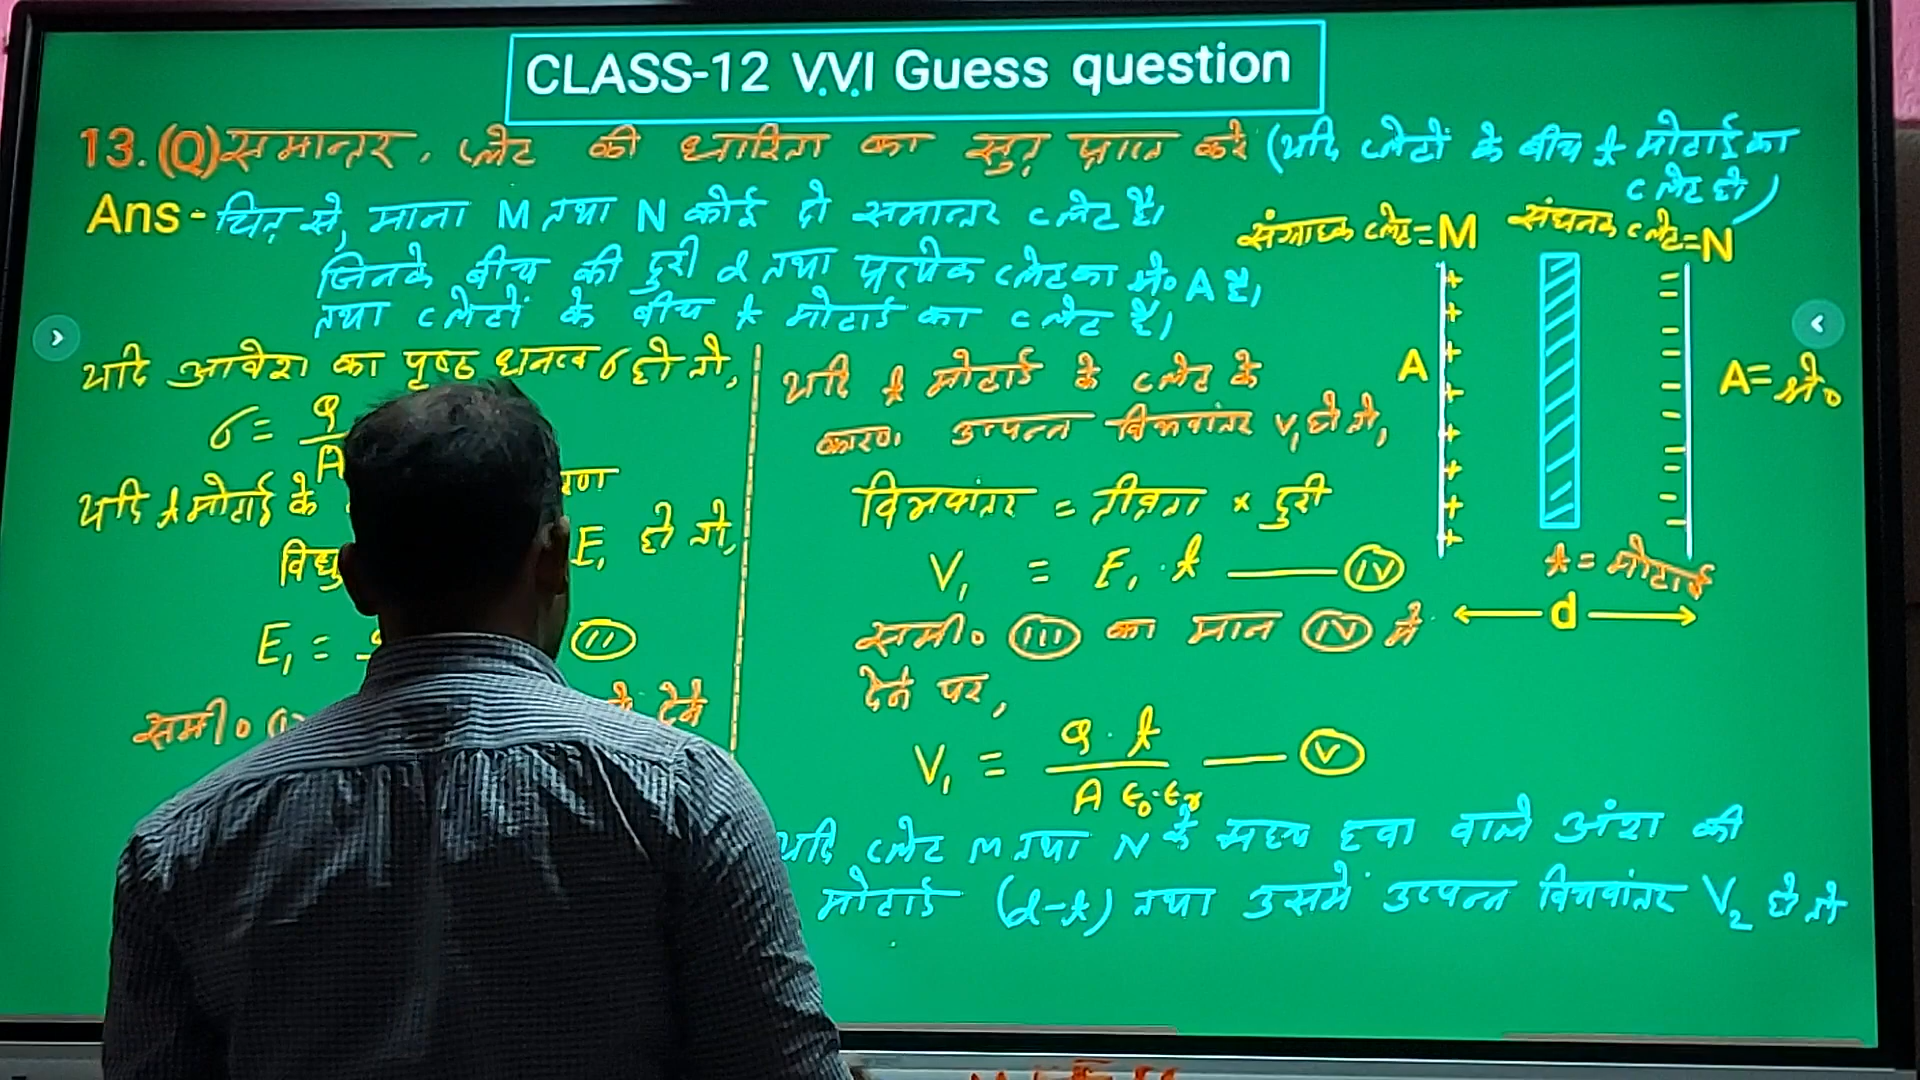 CLASS-12 V.V.I Guess question
13.(Q) समान्तर प्लेट की धारिता का सुत्र प्राप्त करे (यदि प्लेटों के बीच t मोटाई का
प्लेट हो)
Ans - चित्र से, माना M तथा N कोई दो समान्तर प्लेट है।
जिनके बीच की दुरी d तथा प्रत्येक प्लेट का क्षे० A है,
तथा प्लेटों के बीच t मोटाई का प्लेट है।
संग्राहक प्लेट = M
संघनक प्लेट = N
A
A = क्षे०
t = मोटाई
d
यदि आवेश का पृष्ठ घनत्व σ हो तो,
σ = Q
A
यदि t मोटाई के
E₁ हो तो,
E₁ =
(II)
समी०
यदि t मोटाई के प्लेट के
कारण उत्पन्न विभवांतर V₁ हो तो,
विभवांतर = तीव्रता × दुरी
V₁ = E₁ . t —— (IV)
समी० (III) का मान (IV) में
देने पर,
V₁ = Q . t / A ε₀.εᵣ —— (V)
यदि प्लेट M तथा N के मध्य हवा वाले अंश की
मोटाई (d-t) तथा उसमें उत्पन्न विभवांतर V₂ हो तो